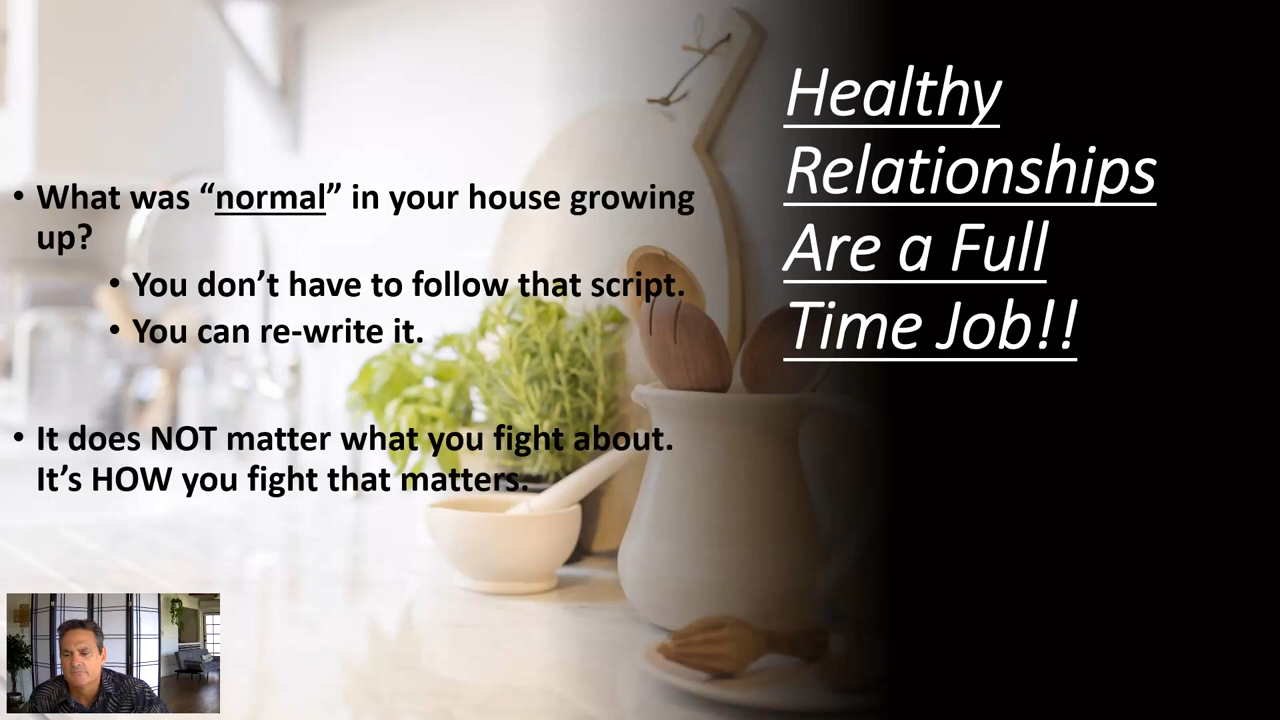 Healthy
Relationships
Are a Full
Time Job!!
• What was “normal” in your house growing
up?
• You don’t have to follow that script.
• You can re-write it.
• It does NOT matter what you fight about.
It’s HOW you fight that matters.